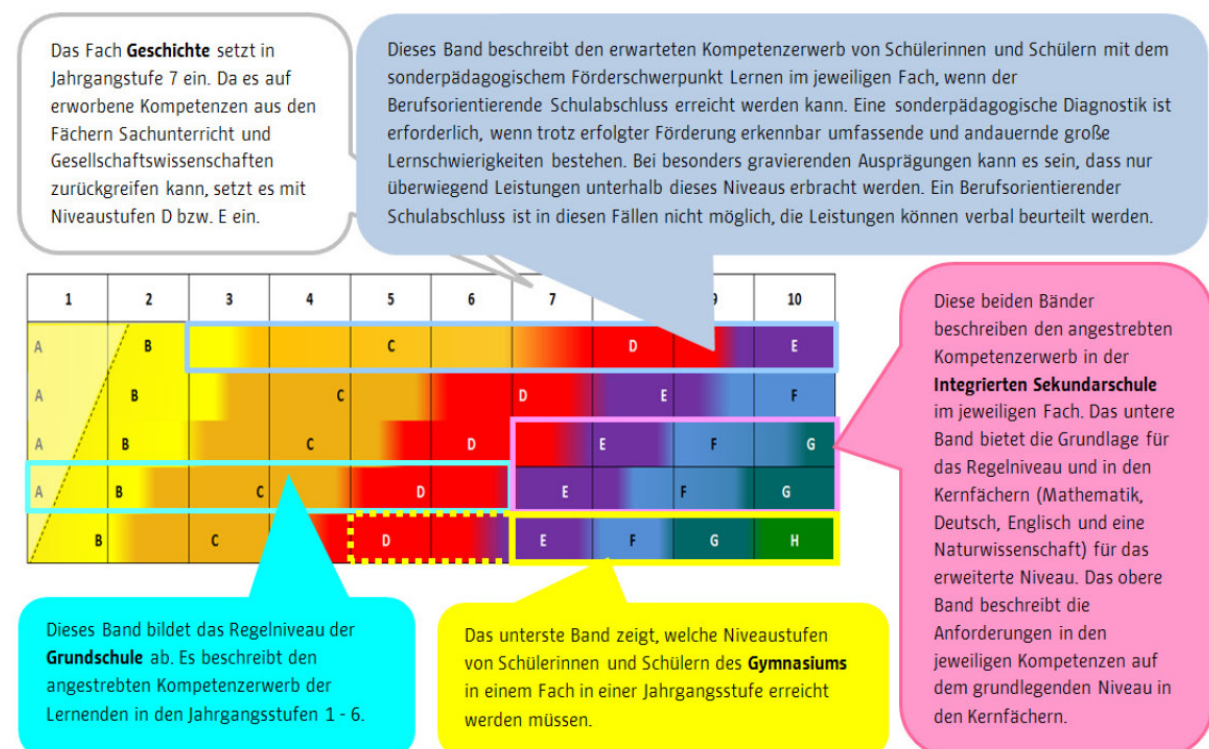 Das Fach Geschichte setzt in
Jahrgangstufe 7 ein. Da es auf
erworbene Kompetenzen aus den
Fächern Sachunterricht und
Gesellschaftswissenschaften
zurückgreifen kann, setzt es mit
Niveaustufen D bzw. E ein.
Dieses Band beschreibt den erwarteten Kompetenzerwerb von Schülerinnen und Schülern mit dem
sonderpädagogischem Förderschwerpunkt Lernen im jeweiligen Fach, wenn der
Berufsorientierende Schulabschluss erreicht werden kann. Eine sonderpädagogische Diagnostik ist
erforderlich, wenn trotz erfolgter Förderung erkennbar umfassende und andauernde große
Lernschwierigkeiten bestehen. Bei besonders gravierenden Ausprägungen kann es sein, dass nur
überwiegend Leistungen unterhalb dieses Niveaus erbracht werden. Ein Berufsorientierender
Schulabschluss ist in diesen Fällen nicht möglich, die Leistungen können verbal beurteilt werden.
1 2 3 4 5 6 7 10
A B C D E
A B C D E F
A B C D E F G
A B C D E F G
B C D E F G H
Diese beiden Bänder
beschreiben den angestrebten
Kompetenzerwerb in der
Integrierten Sekundarschule
im jeweiligen Fach. Das untere
Band bietet die Grundlage für
das Regelniveau und in den
Kernfächern (Mathematik,
Deutsch, Englisch und eine
Naturwissenschaft) für das
erweiterte Niveau. Das obere
Band beschreibt die
Anforderungen in den
jeweiligen Kompetenzen auf
dem grundlegenden Niveau in
den Kernfächern.
Dieses Band bildet das Regelniveau der
Grundschule ab. Es beschreibt den
angestrebten Kompetenzerwerb der
Lernenden in den Jahrgangsstufen 1 - 6.
Das unterste Band zeigt, welche Niveaustufen
von Schülerinnen und Schülern des Gymnasiums
in einem Fach in einer Jahrgangsstufe erreicht
werden müssen.